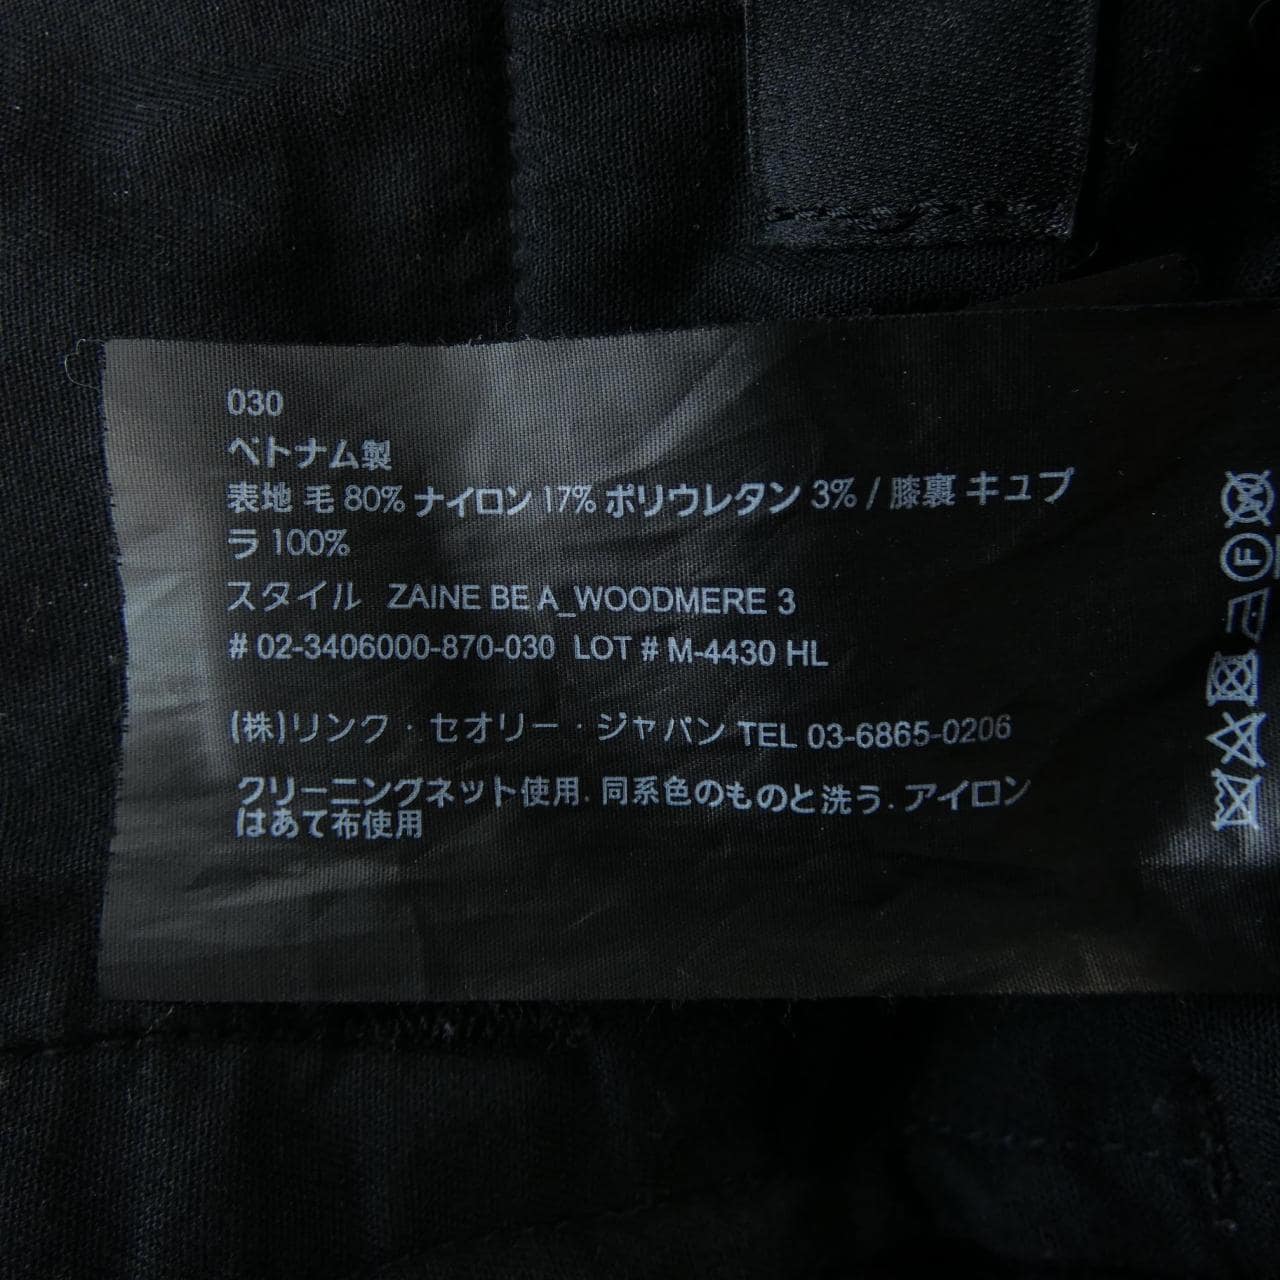 030
ベトナム製
表地 毛 80% ナイロン 17% ポリウレタン 3% / 膝裏 キュプ
ラ 100%
スタイル ZAINE BE A_WOODMERE 3
# 02-3406000-870-030 LOT # M-4430 HL
(株)リンク・セオリー・ジャパン TEL 03-6865-0206
クリーニングネット使用. 同系色のものと洗う. アイロン
はあて布使用
F